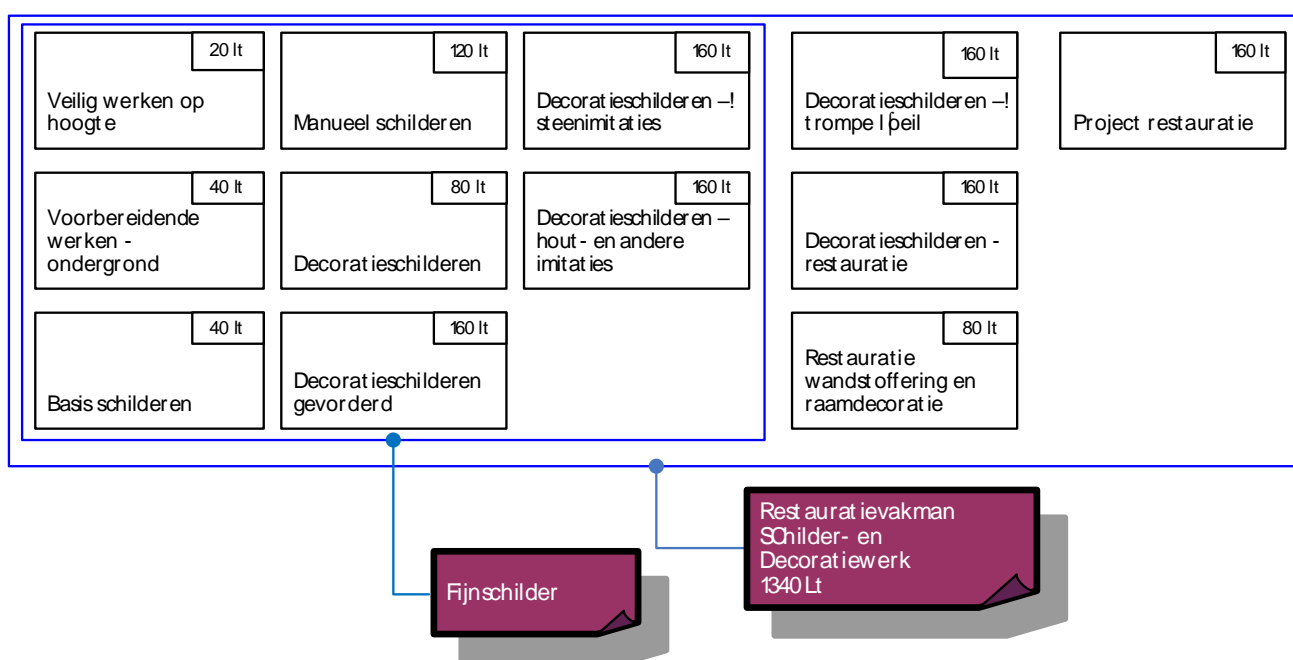 20 lt
Veilig werken op
hoogte
120 lt
Manueel schilderen
160 lt
Decoratieschilderen –!
steenimitaties
160 lt
Decoratieschilderen –!
trompe l
160 lt
Project restauratie
40 lt
Voorbereidende
werken -
ondergrond
80 lt
Decoratieschilderen
160 lt
Decoratieschilderen –
hout- en andere
imitaties
160 lt
Decoratieschilderen -
restauratie
40 lt
Basis schilderen
160 lt
Decoratieschilderen
gevorderd
80 lt
Restauratie
wandstoffering en
raamdecoratie
Fijnschilder
Restauratievakman
SChilder- en
Decoratiewerk
1340 Lt